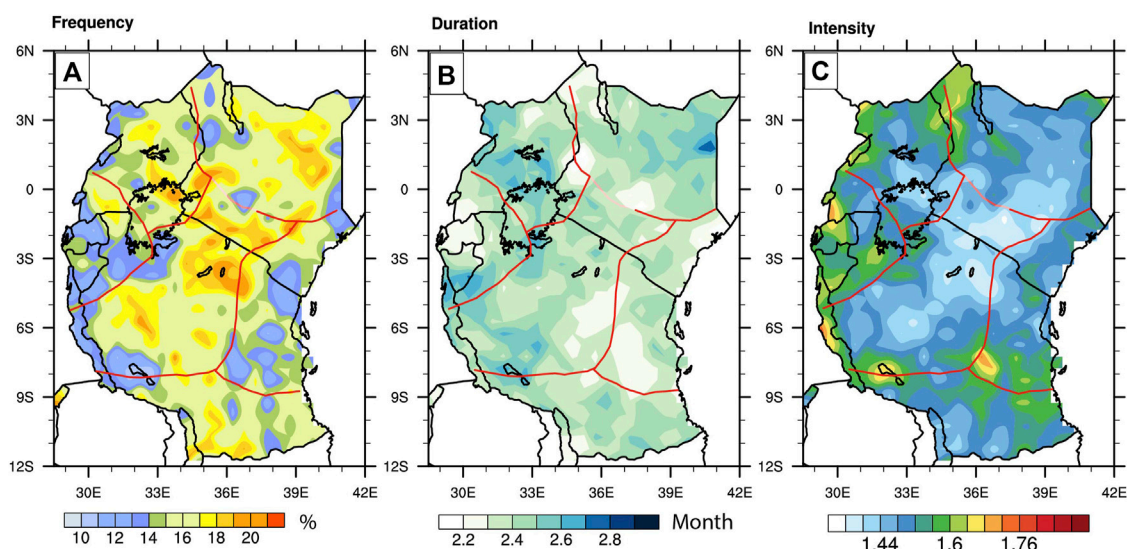 Frequency
Duration
Intensity
A
B
C
6N
3N
0
3S
6S
9S
12S
30E 33E 36E 39E 42E
6N
3N
0
3S
6S
9S
12S
30E 33E 36E 39E 42E
6N
3N
0
3S
6S
9S
12S
30E 33E 36E 39E 42E
10 12 14 16 18 20 %
2.2 2.4 2.6 2.8 Month
1.44 1.6 1.76